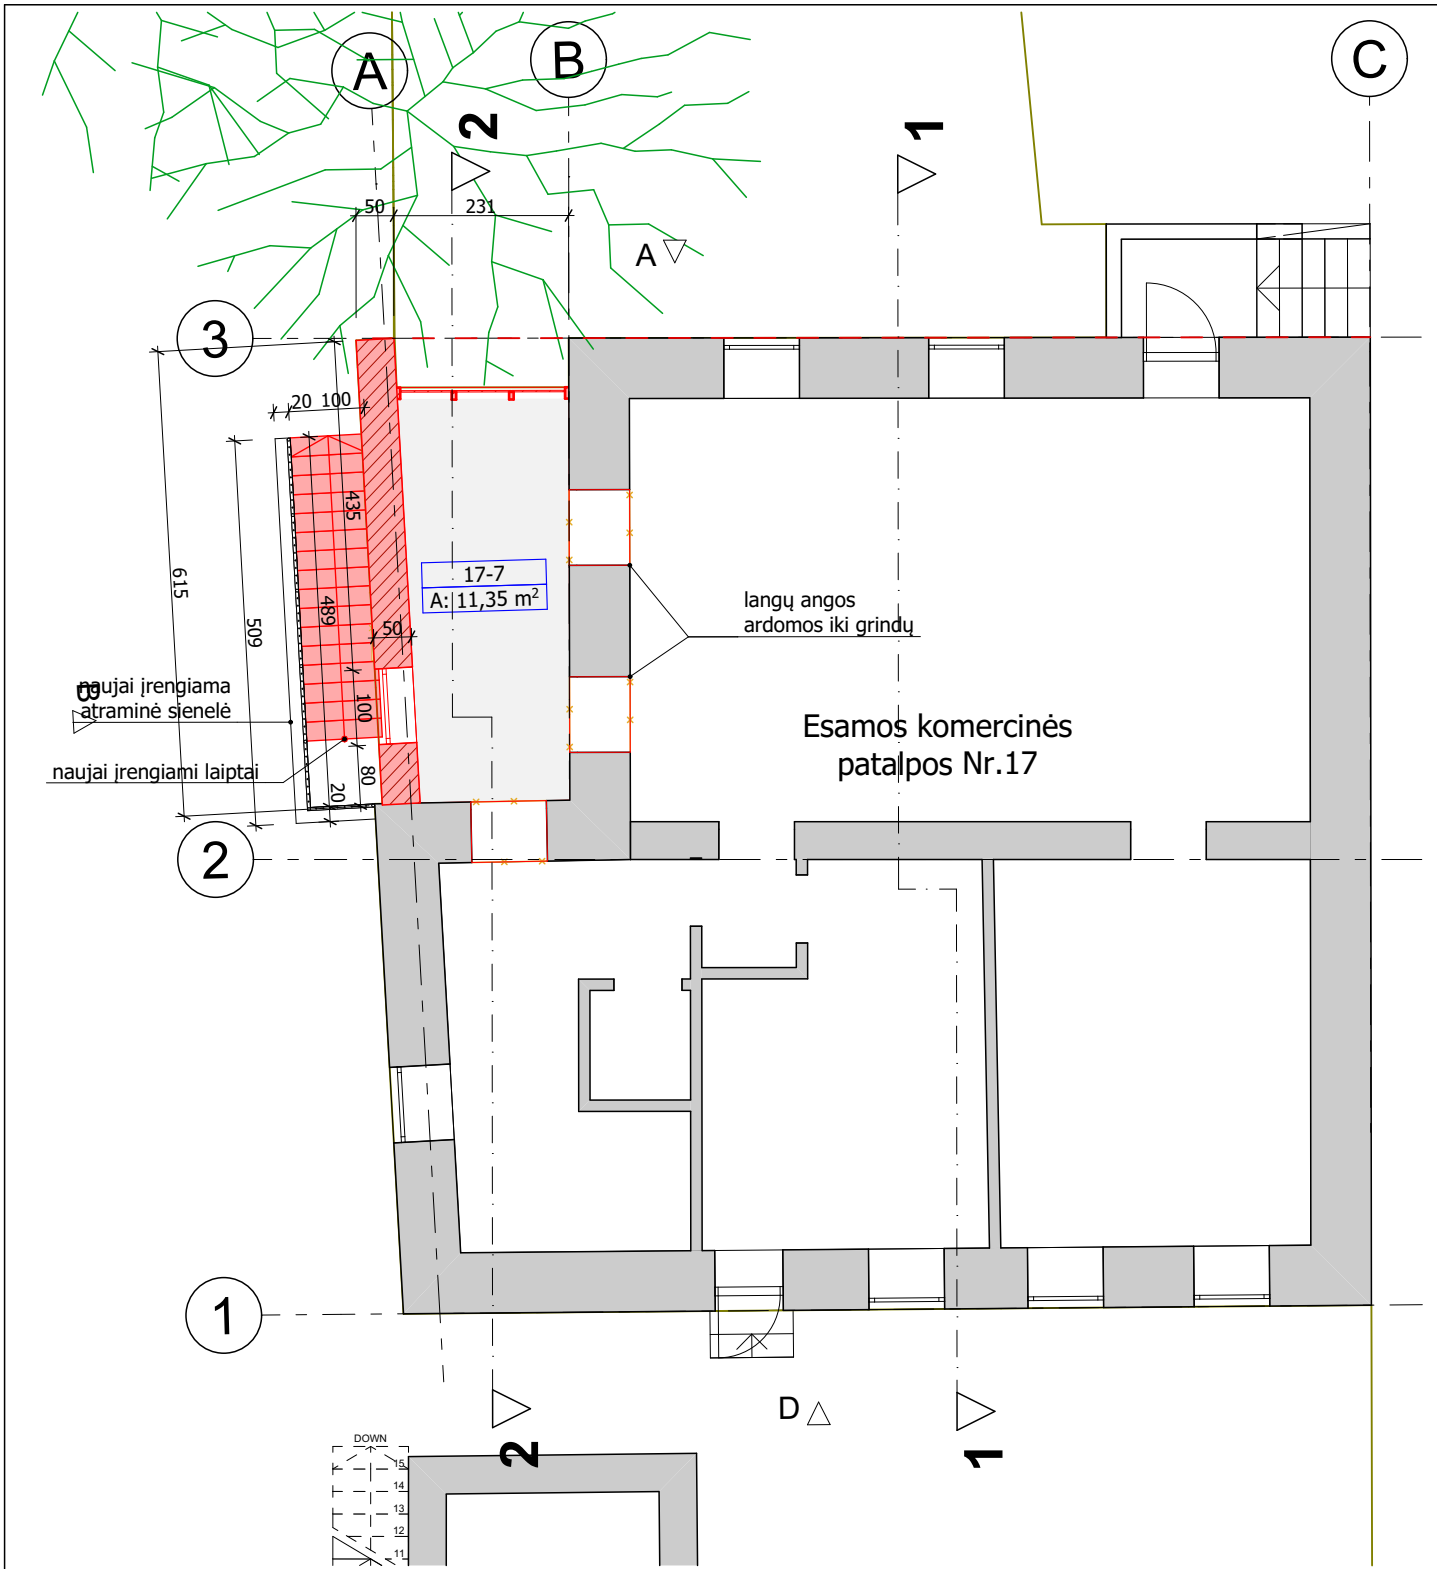 A
B
C
2
1
50
231
A
3
20
100
435
615
489
509
17-7
A: 11,35 m²
50
langų angos
ardomos iki grindų
naujai įrengiama
atraminė sienelė
B
100
Esamos komercinės
patalpos Nr.17
naujai įrengiami laiptai
80
20
2
1
D
2
1
DOWN
15
14
13
12
11